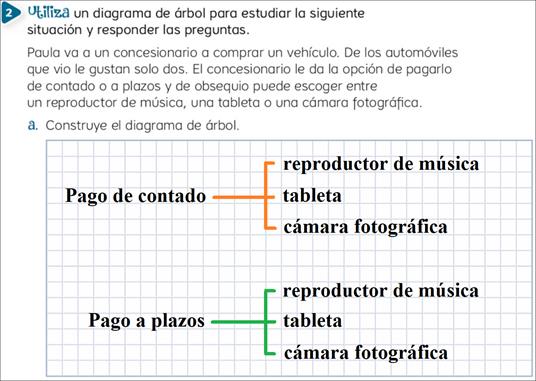 2 Utiliza un diagrama de árbol para estudiar la siguiente
situación y responder las preguntas.
Paula va a un concesionario a comprar un vehículo. De los automóviles
que vio le gustan solo dos. El concesionario le da la opción de pagarlo
de contado o a plazos y de obsequio puede escoger entre
un reproductor de música, una tableta o una cámara fotográfica.
a. Construye el diagrama de árbol.
reproductor de música
Pago de contado tableta
cámara fotográfica
reproductor de música
Pago a plazos tableta
cámara fotográfica